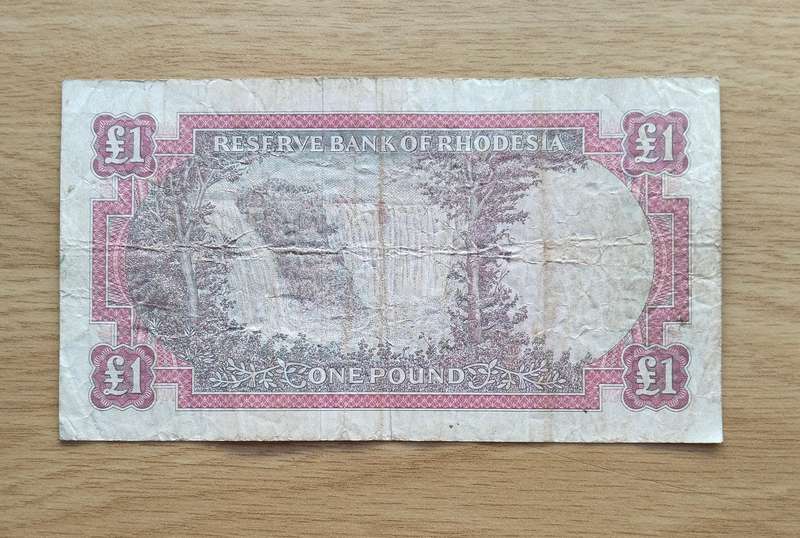 £1 £1
RESERVE BANK OF RHODESIA
£1 ONE POUND £1